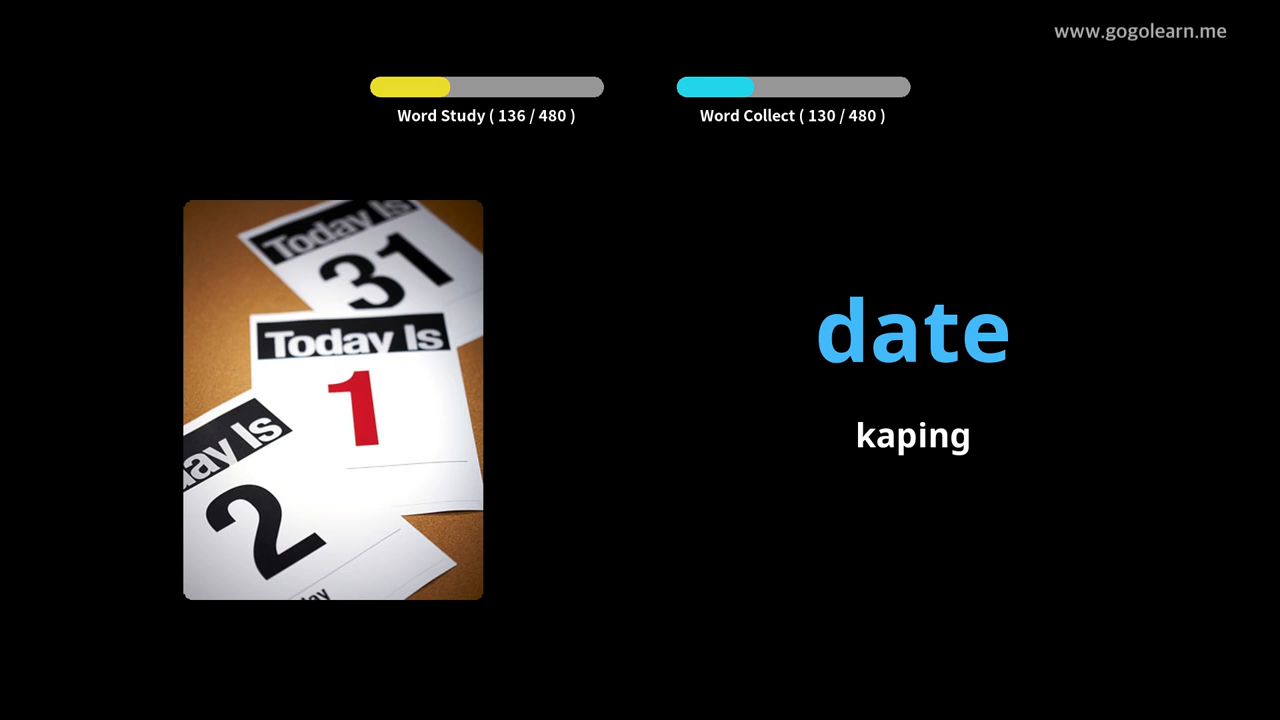 www.gogolearn.me
Word Study ( 136 / 480 )
Word Collect ( 130 / 480 )
Today Is
31
Today Is
1
ay Is
2
day
date
kaping